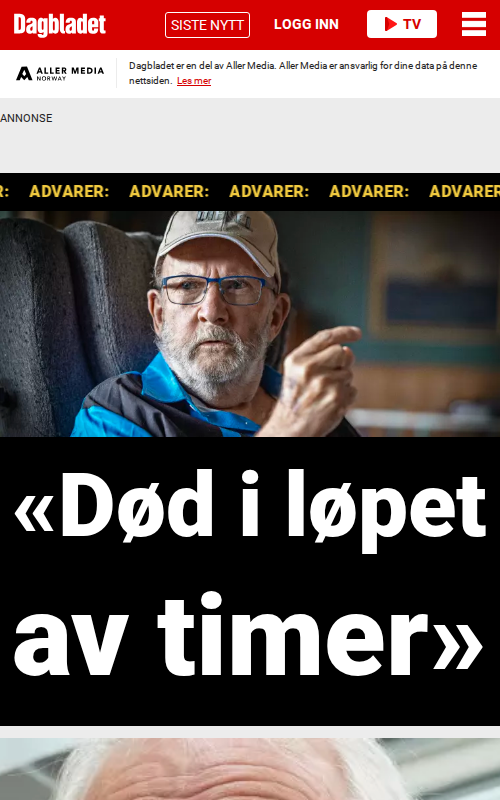 Dagbladet
SISTE NYTT
LOGG INN
TV
ALLER MEDIA
NORWAY
Dagbladet er en del av Aller Media. Aller Media er ansvarlig for dine data på denne
nettsiden. Les mer
ANNONSE
R: ADVARER: ADVARER: ADVARER: ADVARER: ADVARER
«Død i løpet
av timer»